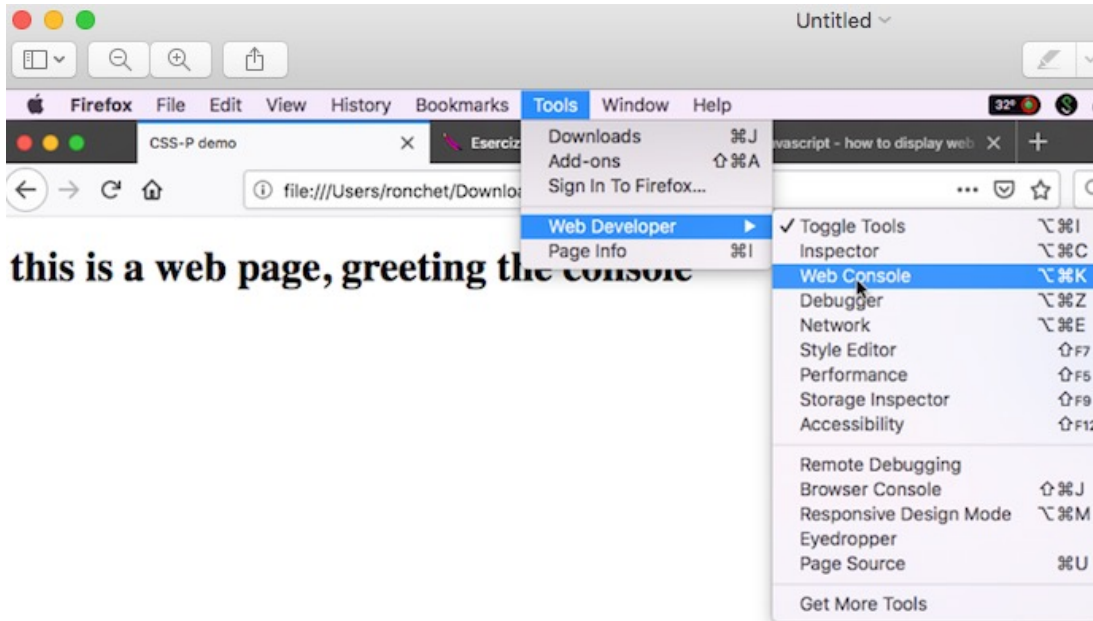 Untitled
Firefox File Edit View History Bookmarks Tools Window Help 32°
CSS-P demo
Eserciz
vascript - how to display web
file:///Users/ronchet/Downloa
this is a web page, greeting the console
Downloads ⌘J
Add-ons ⇧⌘A
Sign In To Firefox...
Web Developer
Page Info ⌘I
✓ Toggle Tools ⌥⌘I
Inspector ⌥⌘C
Web Console ⌥⌘K
Debugger ⌥⌘Z
Network ⌥⌘E
Style Editor ⇧F7
Performance ⇧F5
Storage Inspector ⇧F9
Accessibility ⇧F12
Remote Debugging
Browser Console ⇧⌘J
Responsive Design Mode ⌥⌘M
Eyedropper
Page Source ⌘U
Get More Tools